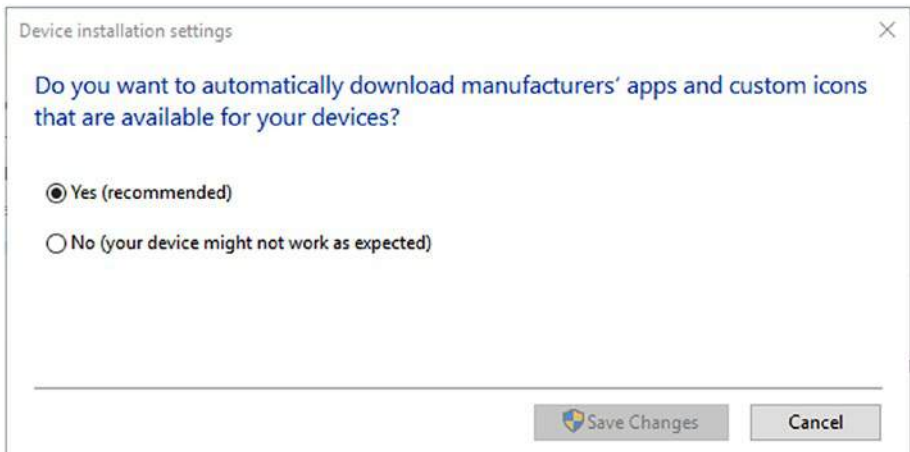 Device installation settings
Do you want to automatically download manufacturers’ apps and custom icons
that are available for your devices?
Yes (recommended)
No (your device might not work as expected)
Save Changes
Cancel